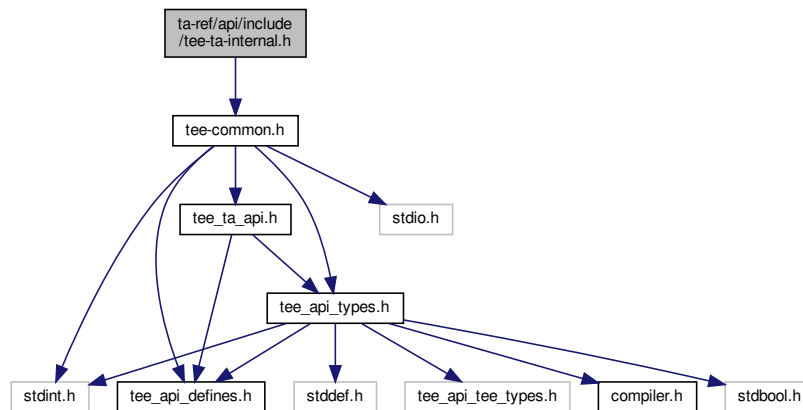 ta-ref/api/include
/tee-ta-internal.h
tee-common.h
tee_ta_api.h
stdio.h
tee_api_types.h
stdint.h
tee_api_defines.h
stddef.h
tee_api_tee_types.h
compiler.h
stdbool.h